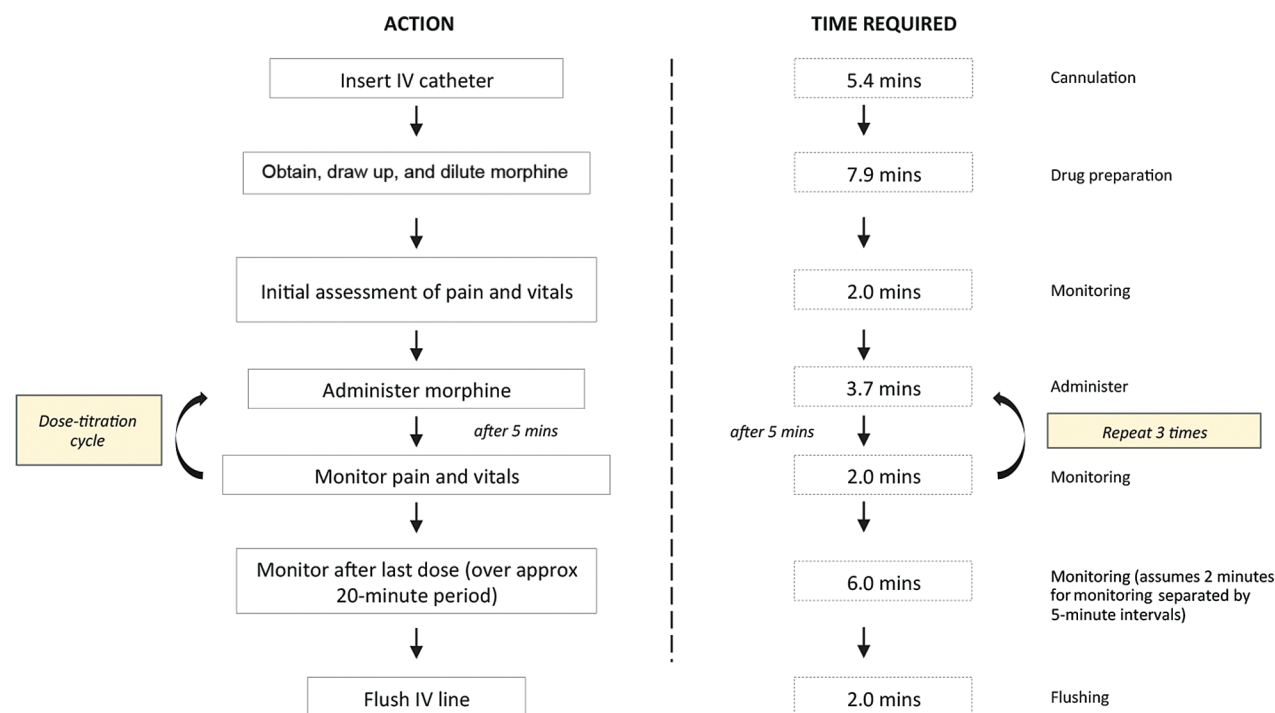 ACTION
TIME REQUIRED
Insert IV catheter
5.4 mins
Cannulation
Obtain, draw up, and dilute morphine
7.9 mins
Drug preparation
Initial assessment of pain and vitals
2.0 mins
Monitoring
Administer morphine
3.7 mins
Administer
Dose-titration
cycle
after 5 mins
after 5 mins
Repeat 3 times
Monitor pain and vitals
2.0 mins
Monitoring
Monitor after last dose (over approx
20-minute period)
6.0 mins
Monitoring (assumes 2 minutes
for monitoring separated by
5-minute intervals)
Flush IV line
2.0 mins
Flushing